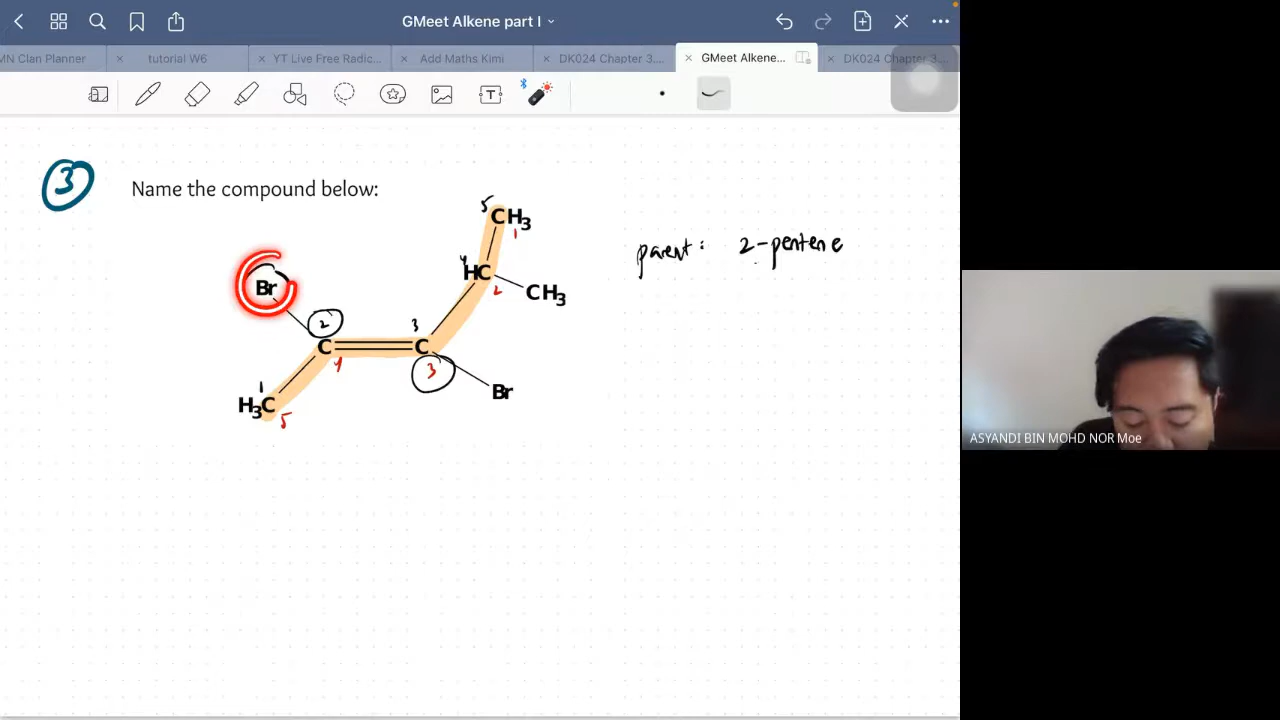 GMeet Alkene part I
MN Clan Planner
tutorial W6
YT Live Free Radic...
Add Maths Kimi
DK024 Chapter 3....
GMeet Alkene...
DK024 Chapter 3....
T
3
Name the compound below:
parent: 2-pentene
5
CH3
1
4
HC
2
CH3
Br
2
3
C
C
4
3
1
H3C
5
Br
ASYANDI BIN MOHD NOR Moe